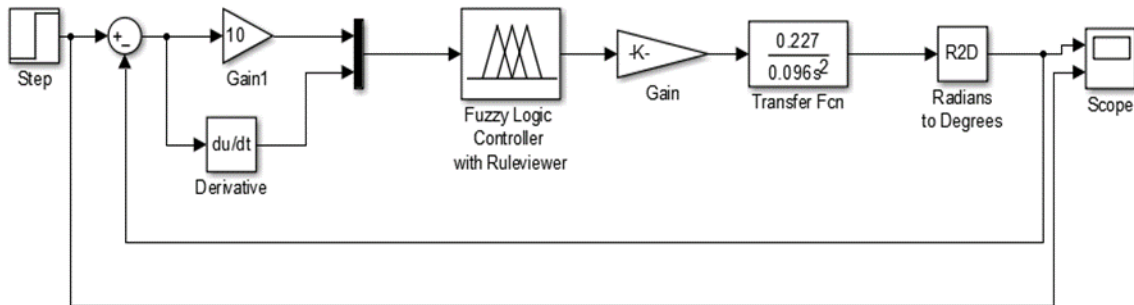 Step
+
−
10
Gain1
du/dt
Derivative
Fuzzy Logic
Controller
with Ruleviewer
-K-
Gain
0.227
0.096s²
Transfer Fcn
R2D
Radians
to Degrees
Scope